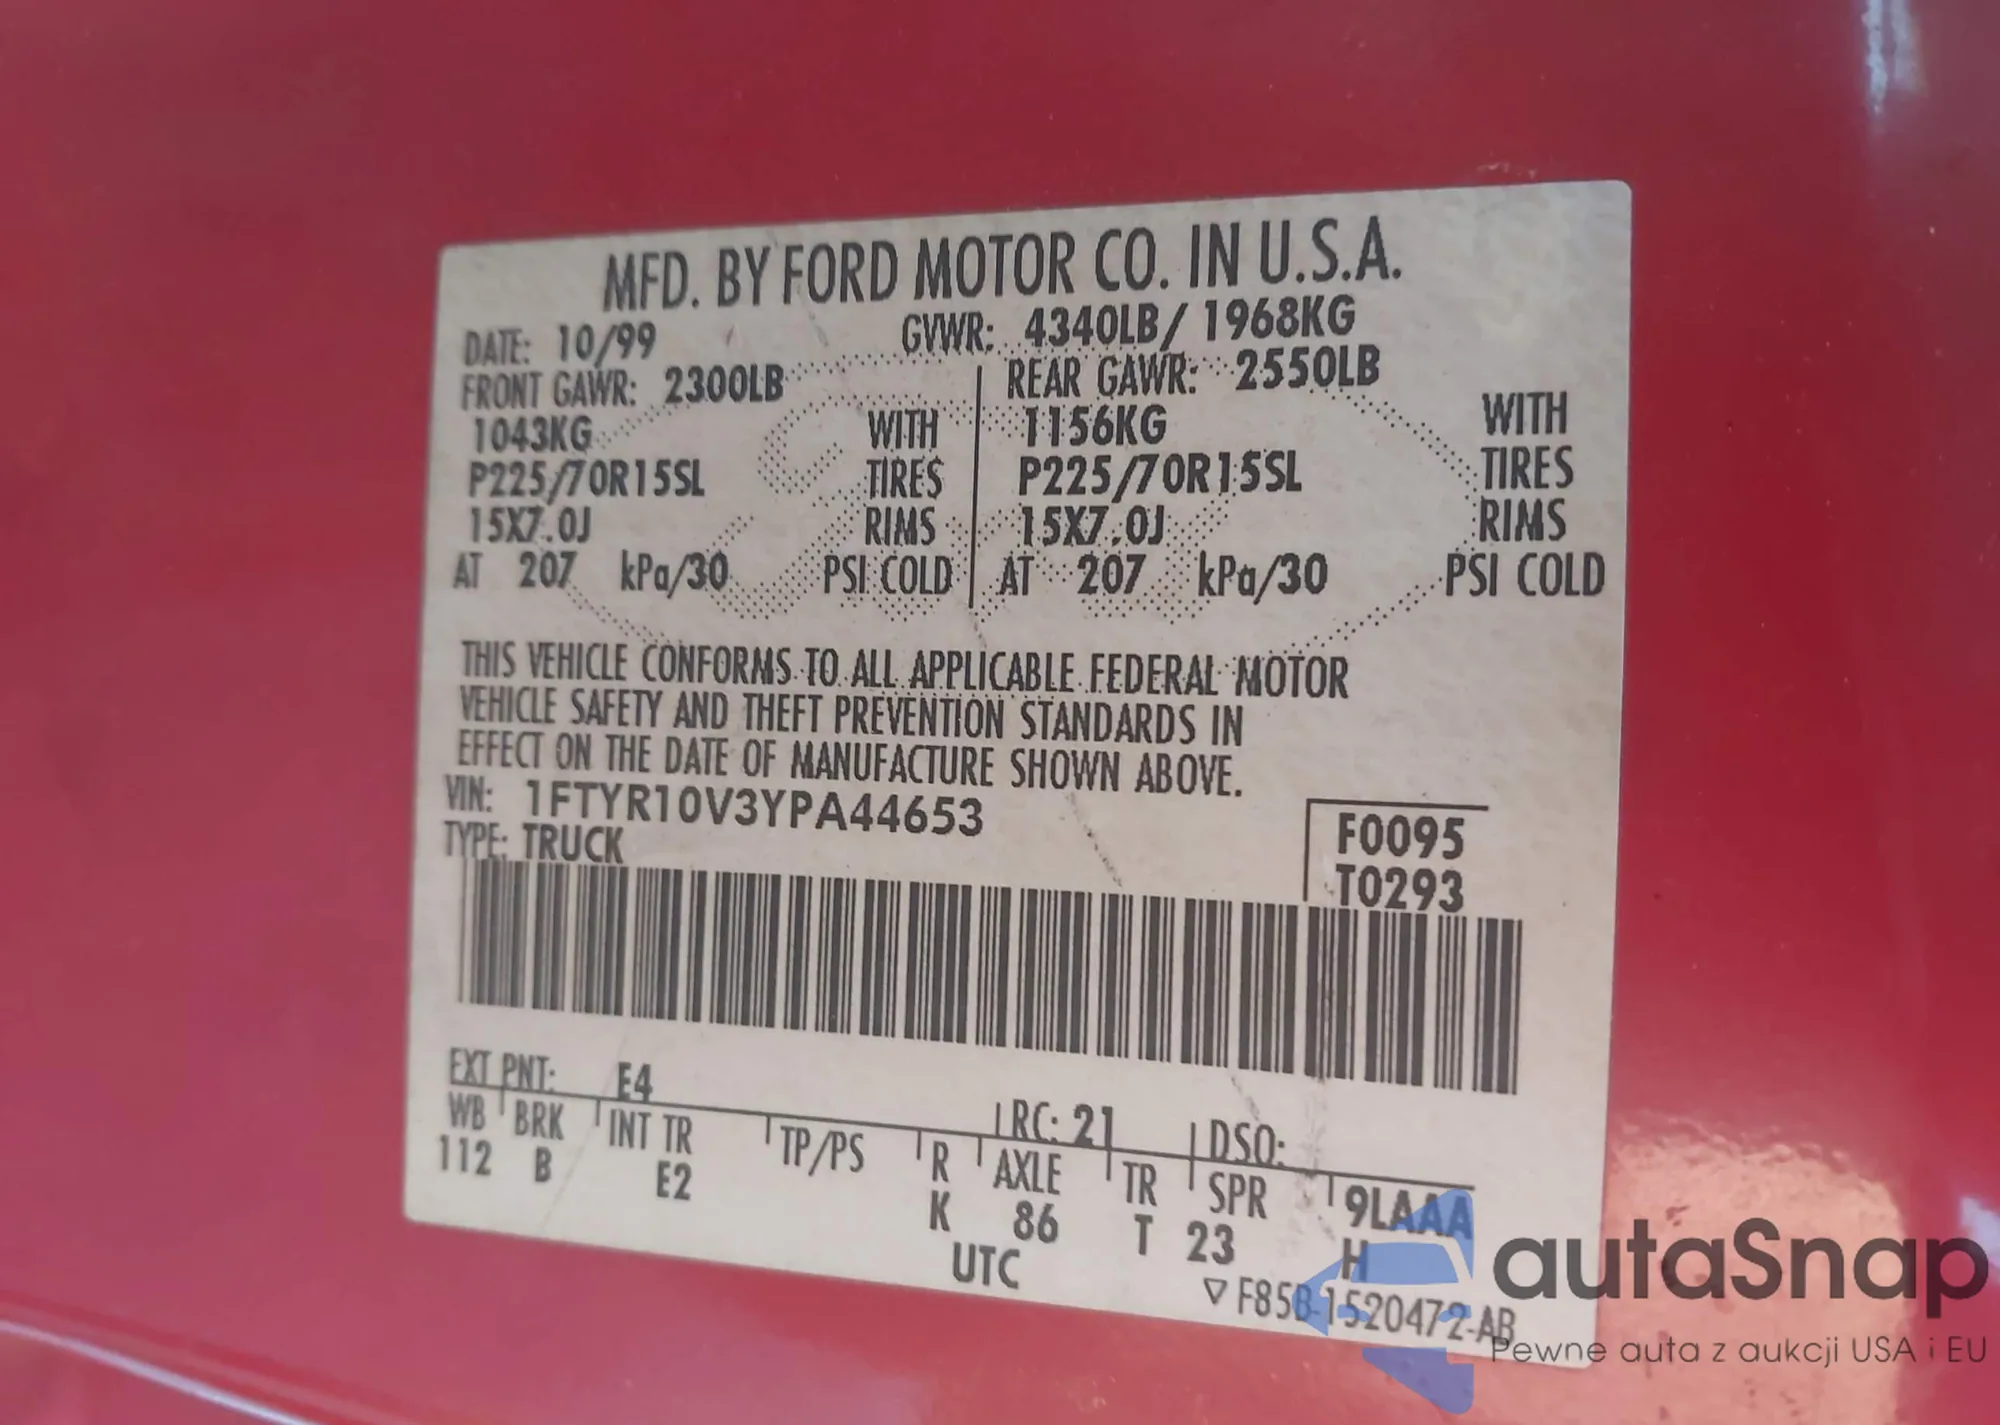 MFD. BY FORD MOTOR CO. IN U.S.A.
DATE: 10/99 GVWR: 4340LB/ 1968KG
FRONT GAWR: 2300LB REAR GAWR: 2550LB
1043KG WITH 1156KG WITH
P225/70R15SL TIRES P225/70R15SL TIRES
15X7.0J RIMS 15X7.0J RIMS
AT 207 kPa/30 PSI COLD AT 207 kPa/30 PSI COLD
THIS VEHICLE CONFORMS TO ALL APPLICABLE FEDERAL MOTOR
VEHICLE SAFETY AND THEFT PREVENTION STANDARDS IN
EFFECT ON THE DATE OF MANUFACTURE SHOWN ABOVE.
VIN: 1FTYR10V3YPA44653 F0095
TYPE: TRUCK T0293
EXT PNT: E4 RC: 21 DSO:
WB BRK INT TR TP/PS R AXLE TR SPR 9LAAA
112 B E2 K 86 T 23 H
UTC
▽ F85B-1520472-AB
autaSnap
Pewne auta z aukcji USA i EU